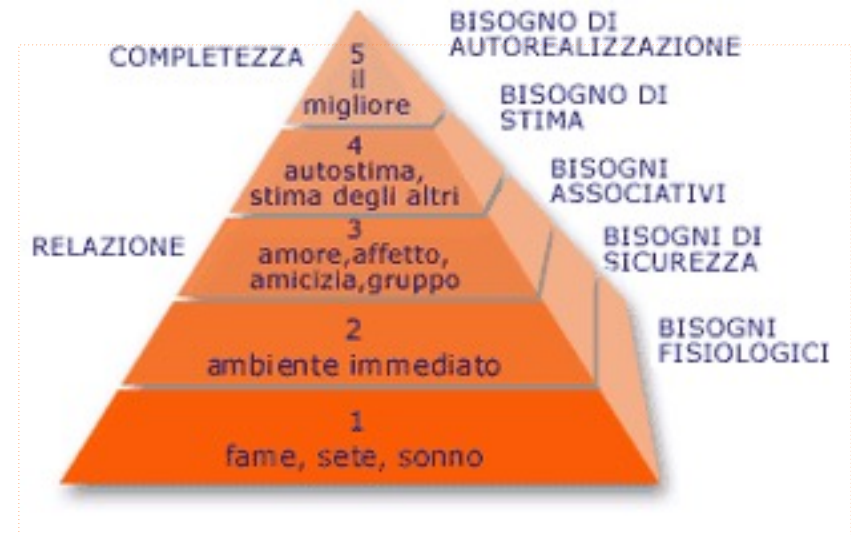 COMPLETEZZA
5
il
migliore
BISOGNO DI
AUTOREALIZZAZIONE
BISOGNO DI
STIMA
4
autostima,
stima degli altri
BISOGNI
ASSOCIATIVI
RELAZIONE
3
amore,affetto,
amicizia,gruppo
BISOGNI DI
SICUREZZA
2
ambiente immediato
BISOGNI
FISIOLOGICI
1
fame, sete, sonno